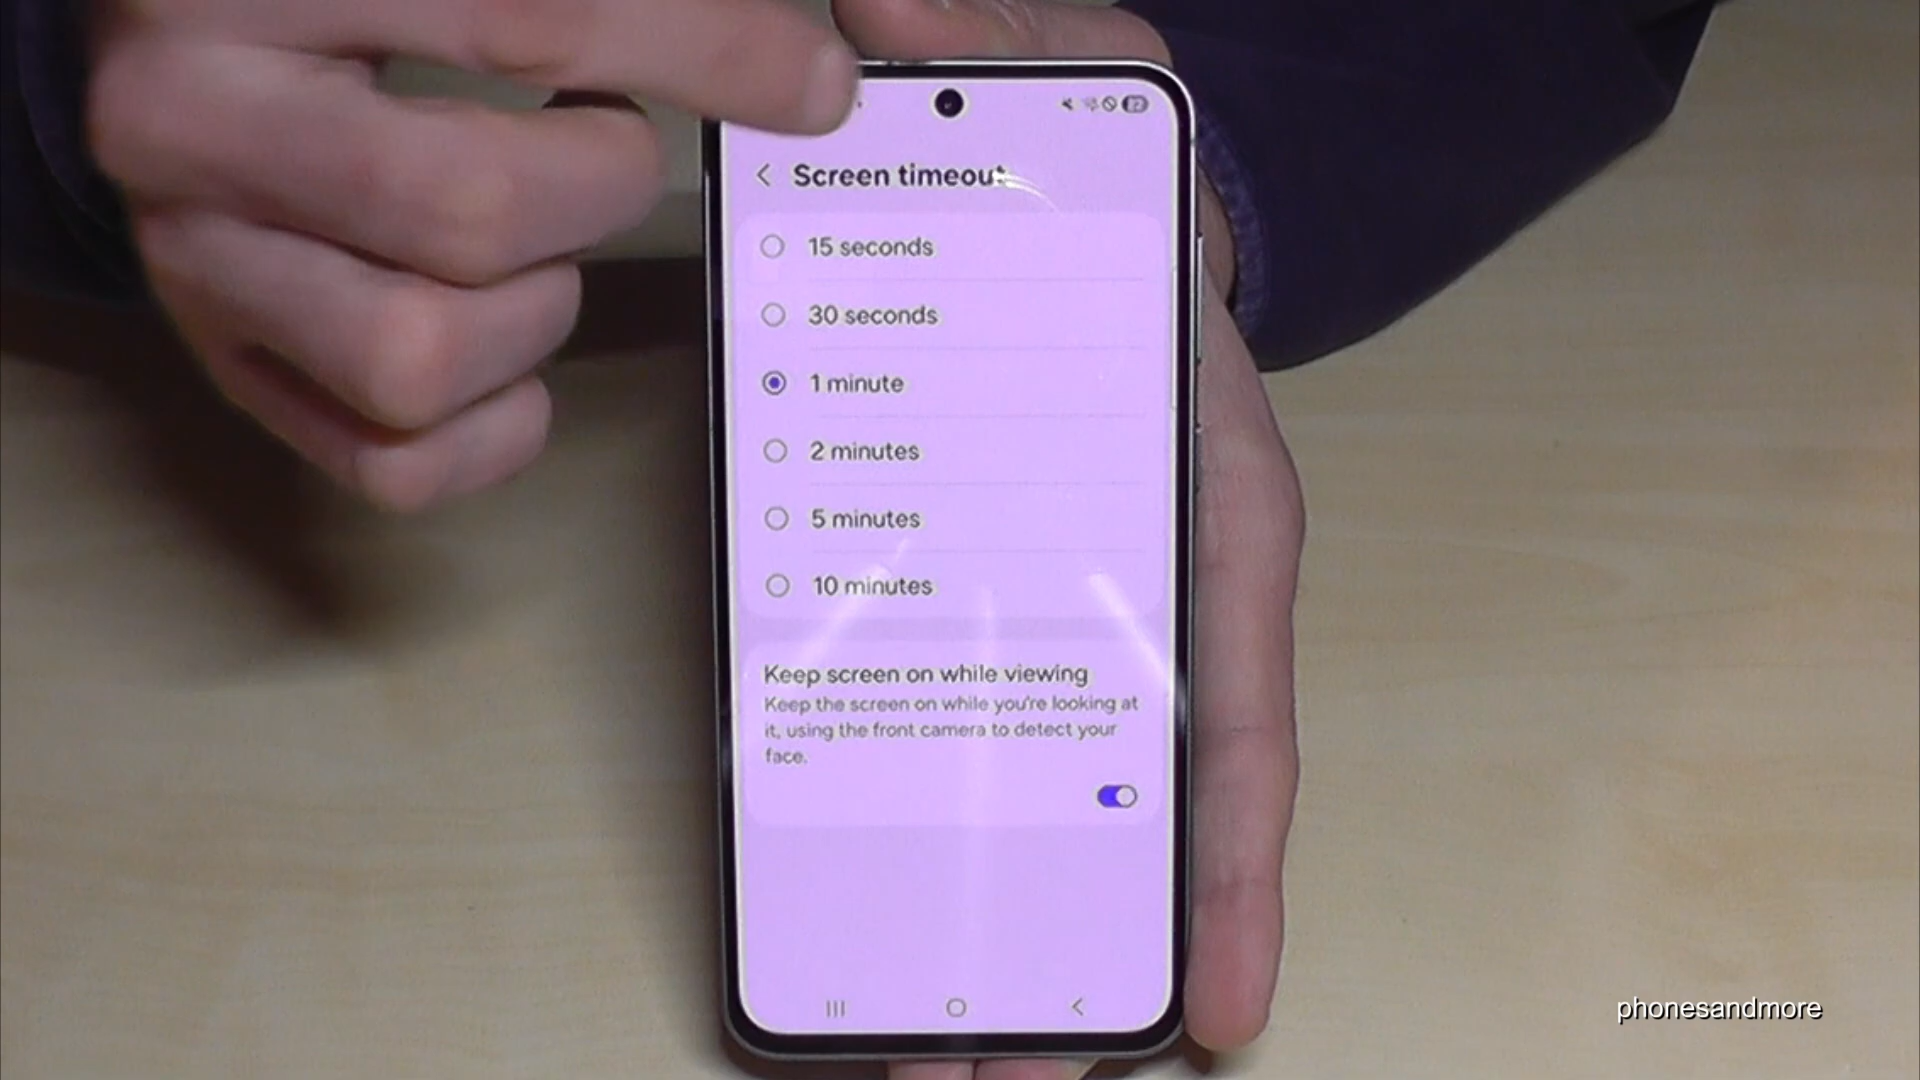 Screen timeout
15 seconds
30 seconds
1 minute
2 minutes
5 minutes
10 minutes
Keep screen on while viewing
Keep the screen on while you're looking at
it, using the front camera to detect your
face.
phonesandmore